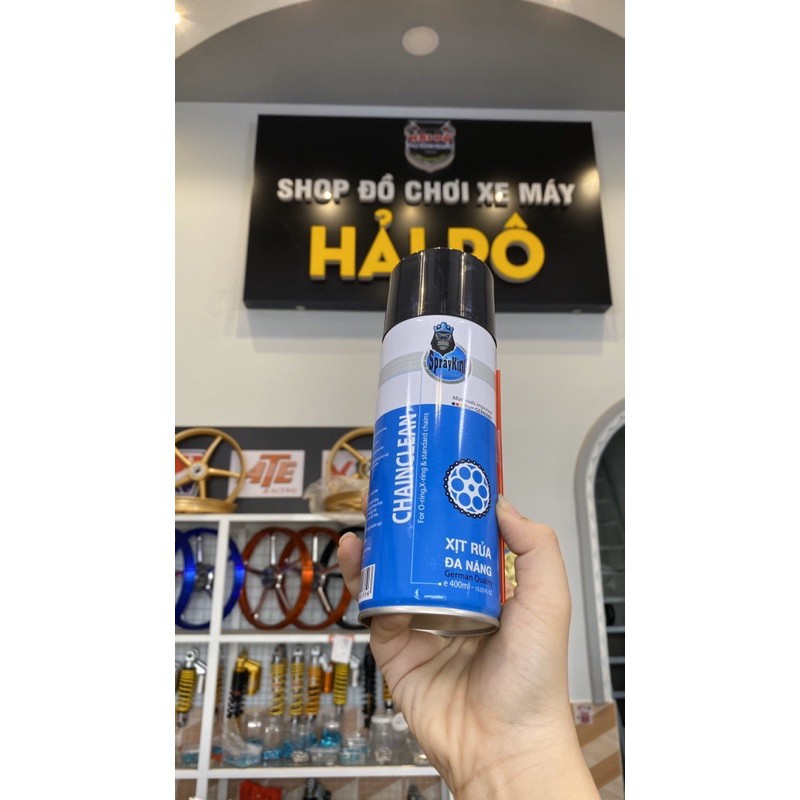 SHOP ĐỒ CHƠI XE MÁY
HẢI ĐÔ
SprayKing
CHAINCLEAN
For O-ring,X-ring & standard chains
XỊT RỬA
ĐA NĂNG
German Quality
e 400ml
ATE
RACING